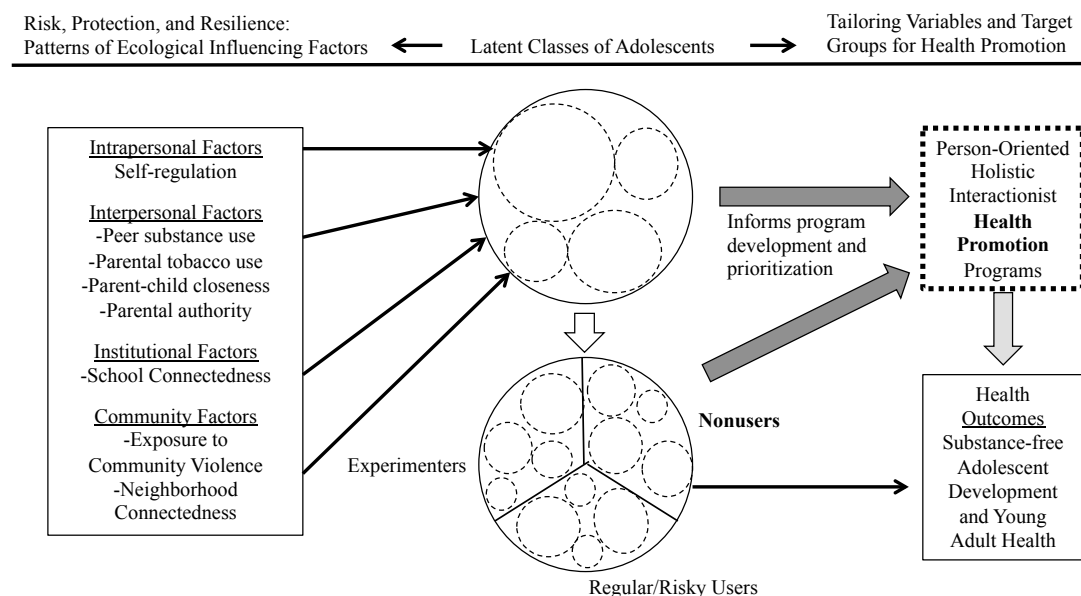 Risk, Protection, and Resilience:
Patterns of Ecological Influencing Factors
Latent Classes of Adolescents
Tailoring Variables and Target
Groups for Health Promotion
Intrapersonal Factors
Self-regulation
Interpersonal Factors
-Peer substance use
-Parental tobacco use
-Parent-child closeness
-Parental authority
Institutional Factors
-School Connectedness
Community Factors
-Exposure to
Community Violence
-Neighborhood
Connectedness
Informs program
development and
prioritization
Person-Oriented
Holistic
Interactionist
Health
Promotion
Programs
Experimenters
Nonusers
Regular/Risky Users
Health
Outcomes
Substance-free
Adolescent
Development
and Young
Adult Health